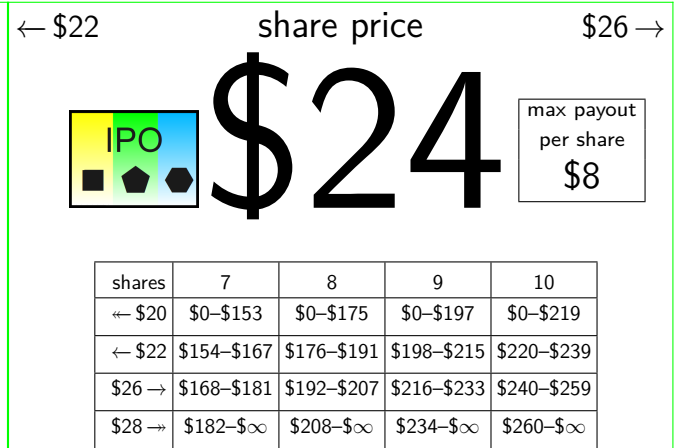 ← $22 share price $26 →
IPO
$24
max payout
per share
$8
shares 7 8 9 10
↞ $20 $0–$153 $0–$175 $0–$197 $0–$219
← $22 $154–$167 $176–$191 $198–$215 $220–$239
$26 → $168–$181 $192–$207 $216–$233 $240–$259
$28 ↠ $182–$∞ $208–$∞ $234–$∞ $260–$∞